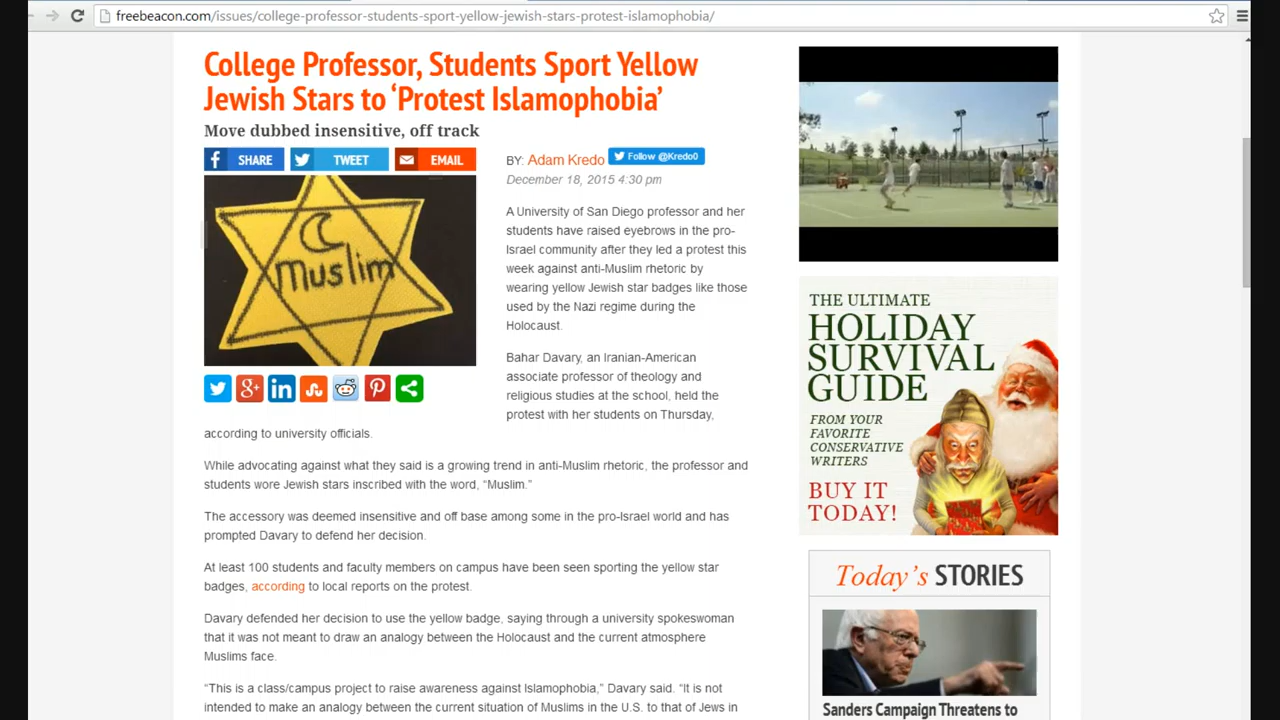 freebeacon.com/issues/college-professor-students-sport-yellow-jewish-stars-protest-islamophobia/
College Professor, Students Sport Yellow
Jewish Stars to ‘Protest Islamophobia’
Move dubbed insensitive, off track
SHARE
TWEET
EMAIL
Muslim
BY: Adam Kredo
Follow @Kredo0
December 18, 2015 4:30 pm
A University of San Diego professor and her
students have raised eyebrows in the pro-
Israel community after they led a protest this
week against anti-Muslim rhetoric by
wearing yellow Jewish star badges like those
used by the Nazi regime during the
Holocaust.
Bahar Davary, an Iranian-American
associate professor of theology and
religious studies at the school, held the
protest with her students on Thursday,
according to university officials.
While advocating against what they said is a growing trend in anti-Muslim rhetoric, the professor and
students wore Jewish stars inscribed with the word, “Muslim.”
The accessory was deemed insensitive and off base among some in the pro-Israel world and has
prompted Davary to defend her decision.
At least 100 students and faculty members on campus have been seen sporting the yellow star
badges, according to local reports on the protest.
Davary defended her decision to use the yellow badge, saying through a university spokeswoman
that it was not meant to draw an analogy between the Holocaust and the current atmosphere
Muslims face.
“This is a class/campus project to raise awareness against Islamophobia,” Davary said. “It is not
intended to make an analogy between the current situation of Muslims in the U.S. to that of Jews in
THE ULTIMATE
HOLIDAY
SURVIVAL
GUIDE
FROM YOUR
FAVORITE
CONSERVATIVE
WRITERS
BUY IT
TODAY!
Today's STORIES
Sanders Campaign Threatens to